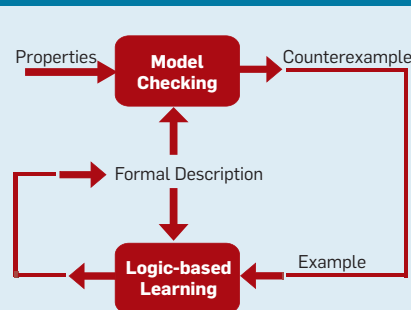 Properties
Model
Checking
Counterexample
Formal Description
Logic-based
Learning
Example